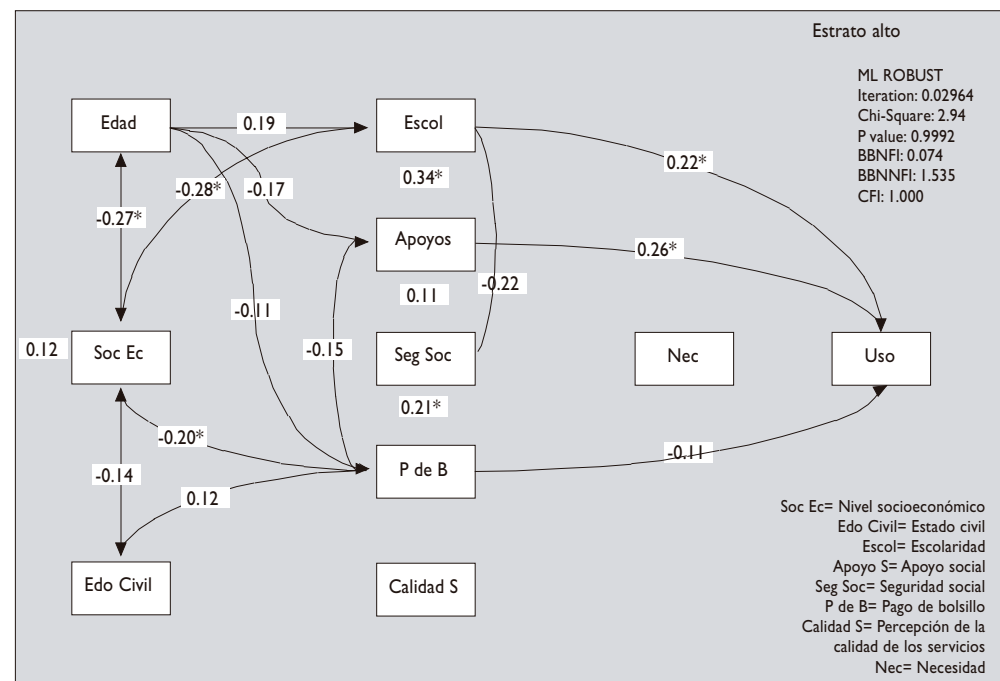 Estrato alto
ML ROBUST
Iteration: 0.02964
Chi-Square: 2.94
P value: 0.9992
BBNFI: 0.074
BBNNFI: 1.535
CFI: 1.000
Edad
0.19
Escol
0.22*
0.34*
-0.28*
-0.17
-0.27*
Apoyos
0.26*
0.11
-0.22
-0.11
0.12
Soc Ec
-0.15
Seg Soc
Nec
Uso
0.21*
-0.20*
-0.11
-0.14
P de B
0.12
Edo Civil
Calidad S
Soc Ec= Nivel socioeconómico
Edo Civil= Estado civil
Escol= Escolaridad
Apoyo S= Apoyo social
Seg Soc= Seguridad social
P de B= Pago de bolsillo
Calidad S= Percepción de la
calidad de los servicios
Nec= Necesidad